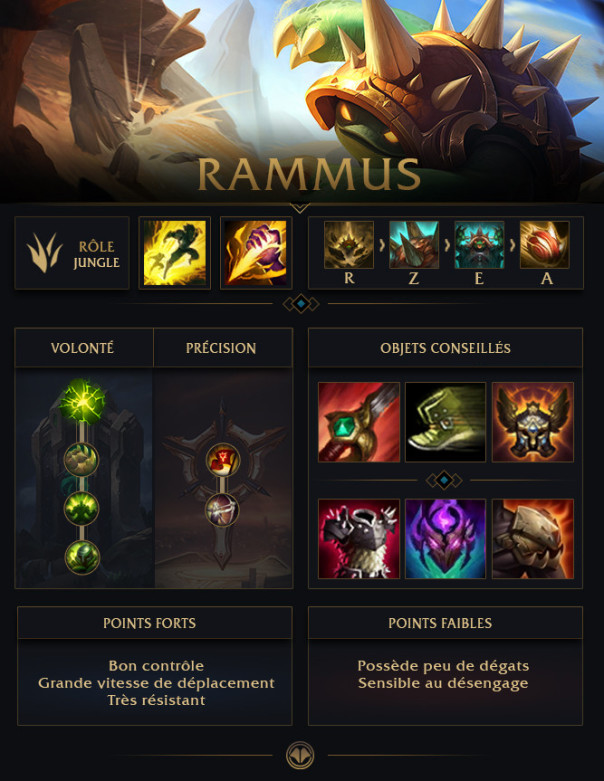 RAMMUS
RÔLE
JUNGLE
R
Z
E
A
VOLONTÉ
PRÉCISION
OBJETS CONSEILLÉS
POINTS FORTS
Bon contrôle
Grande vitesse de déplacement
Très résistant
POINTS FAIBLES
Possède peu de dégats
Sensible au désengage